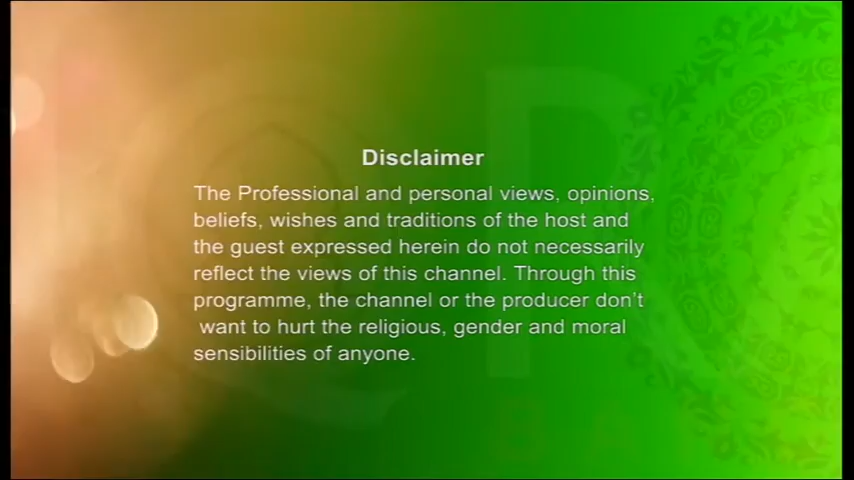 Disclaimer
The Professional and personal views, opinions,
beliefs, wishes and traditions of the host and
the guest expressed herein do not necessarily
reflect the views of this channel. Through this
programme, the channel or the producer don't
want to hurt the religious, gender and moral
sensibilities of anyone.